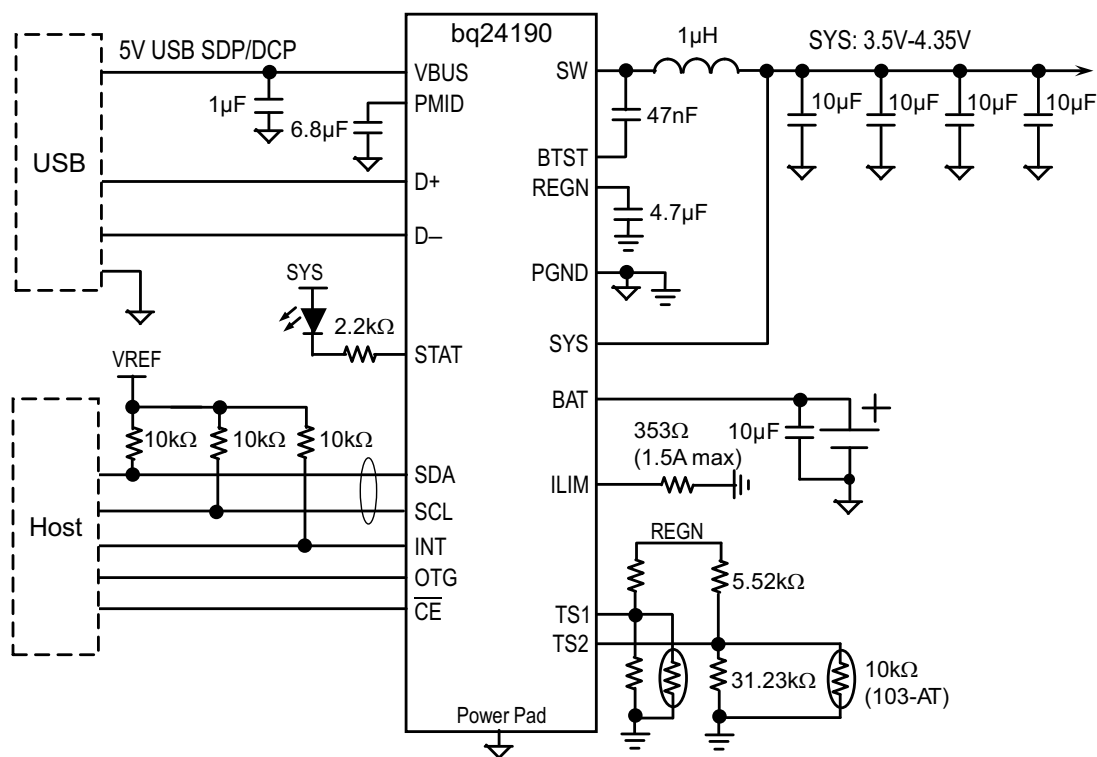 bq24190
5V USB SDP/DCP
1µH
SYS: 3.5V-4.35V
VBUS
SW
1µF
PMID
6.8µF
47nF
10µF
10µF
10µF
10µF
USB
BTST
D+
REGN
4.7µF
D–
PGND
SYS
2.2kΩ
STAT
SYS
VREF
BAT
+
10kΩ
10kΩ
10kΩ
353Ω
(1.5A max)
10µF
SDA
ILIM
SCL
Host
INT
REGN
OTG
5.52kΩ
CE
TS1
TS2
31.23kΩ
10kΩ
(103-AT)
Power Pad